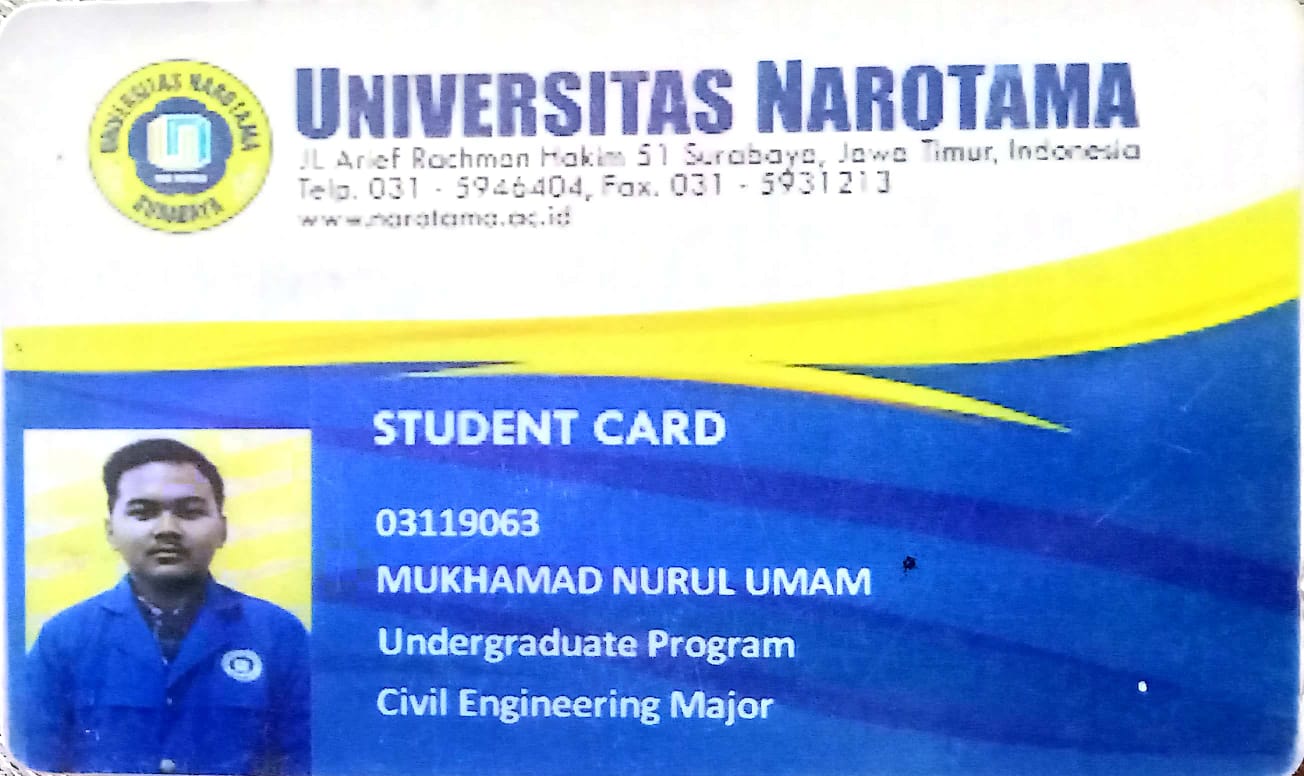 UNIVERSITAS NAROTAMA
SURABAYA
UNIVERSITAS NAROTAMA
JL Arief Rachman Hakim 51 Surabaya, Jawa Timur, Indonesia
Telp. 031 - 5946404, Fax. 031 - 5931213
www.narotama.ac.id
STUDENT CARD
03119063
MUKHAMAD NURUL UMAM
Undergraduate Program
Civil Engineering Major